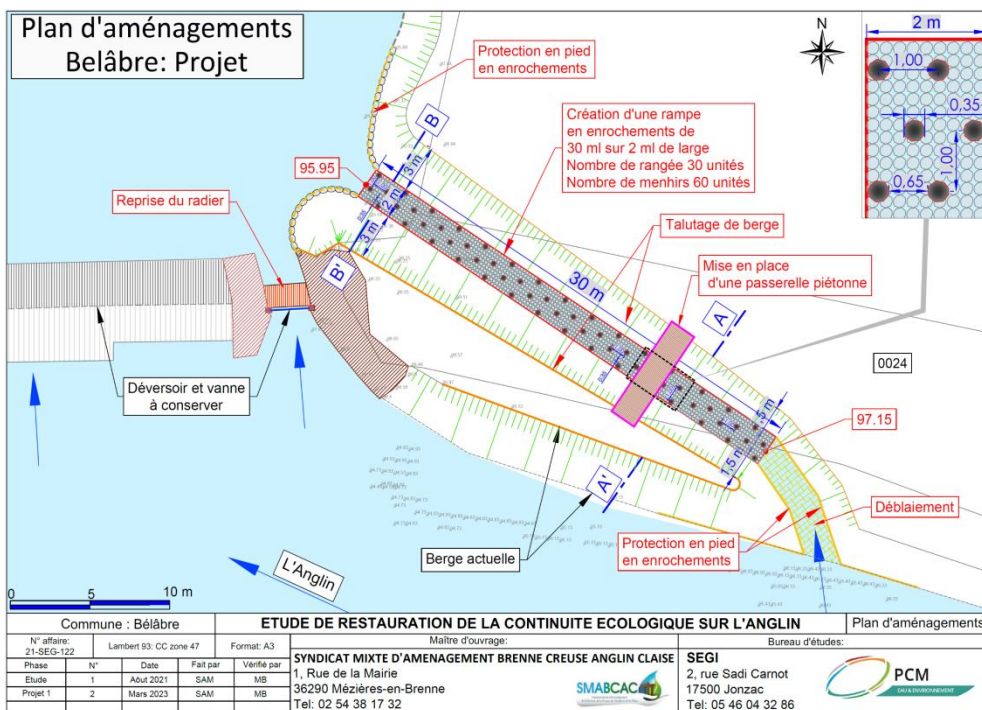 Plan d'aménagements
Belâbre: Projet
Protection en pied
en enrochements
N
2 m
1,00
0,35
1,00
0,65
B
3 m
Création d'une rampe
en enrochements de
30 ml sur 2 ml de large
Nombre de rangée 30 unités
Nombre de menhirs 60 unités
95.95
2 m
3 m
Reprise du radier
Talutage de berge
B'
30 m
Mise en place
d'une passerelle piétonne
A
0024
Déversoir et vanne
à conserver
97.15
1,5 m
A'
Déblaiement
Protection en pied
en enrochements
Berge actuelle
L'Anglin
0 5 10 m
Commune : Bélâbre
ETUDE DE RESTAURATION DE LA CONTINUITE ECOLOGIQUE SUR L'ANGLIN
Plan d'aménagements
N° affaire:
21-SEG-122
Lambert 93: CC zone 47
Format: A3
Maître d'ouvrage:
Bureau d'études:
Phase N° Date Fait par Vérifié par
Etude 1 Aôut 2021 SAM MB
Projet 1 2 Mars 2023 SAM MB
SYNDICAT MIXTE D'AMENAGEMENT BRENNE CREUSE ANGLIN CLAISE
1, Rue de la Mairie
36290 Mézières-en-Brenne
Tel: 02 54 38 17 32
SMABCAC
SEGI
2, rue Sadi Carnot
17500 Jonzac
Tel: 05 46 04 32 86
PCM
EAU & ENVIRONNEMENT